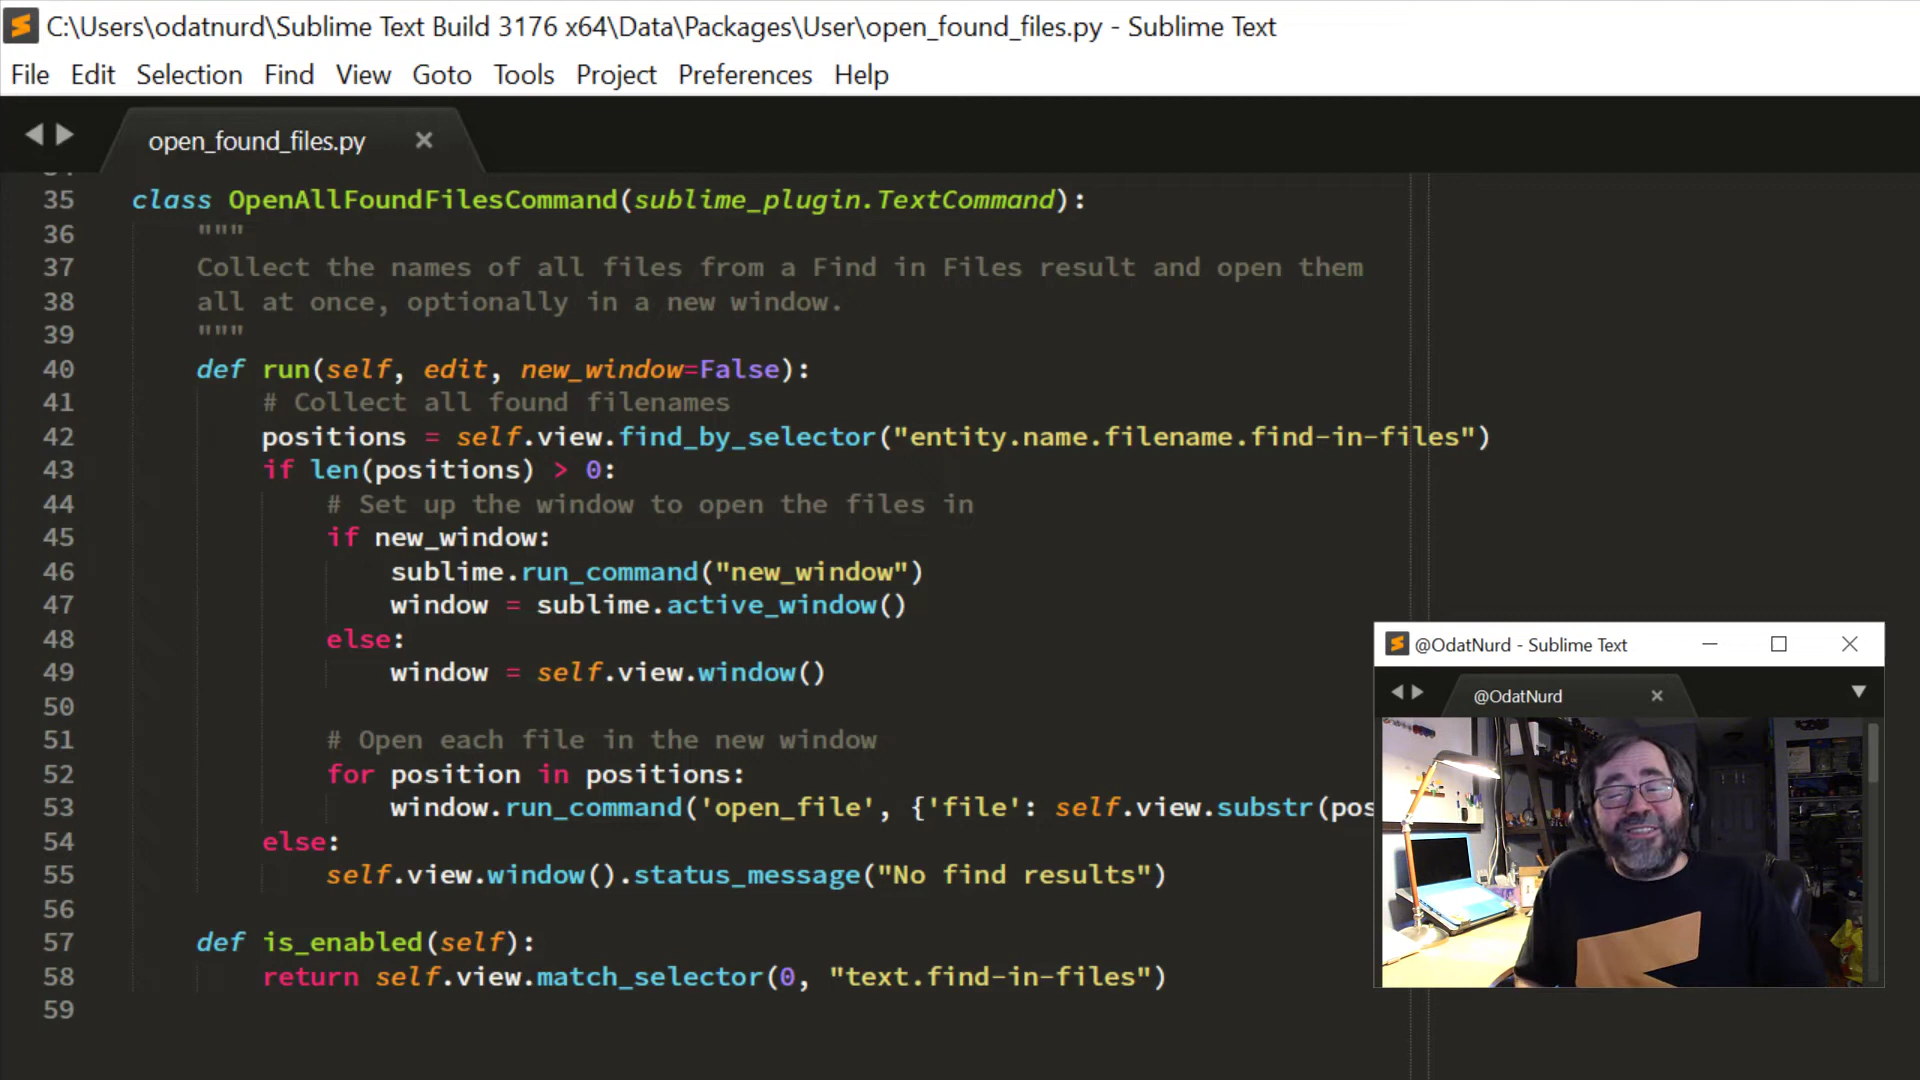 C:\Users\odatnurd\Sublime Text Build 3176 x64\Data\Packages\User\open_found_files.py - Sublime Text
File Edit Selection Find View Goto Tools Project Preferences Help
open_found_files.py
35 class OpenAllFoundFilesCommand(sublime_plugin.TextCommand):
36 """
37 Collect the names of all files from a Find in Files result and open them
38 all at once, optionally in a new window.
39 """
40 def run(self, edit, new_window=False):
41 # Collect all found filenames
42 positions = self.view.find_by_selector("entity.name.filename.find-in-files")
43 if len(positions) > 0:
44 # Set up the window to open the files in
45 if new_window:
46 sublime.run_command("new_window")
47 window = sublime.active_window()
48 else:
49 window = self.view.window()
50
51 # Open each file in the new window
52 for position in positions:
53 window.run_command('open_file', {'file': self.view.substr(pos
54 else:
55 self.view.window().status_message("No find results")
56
57 def is_enabled(self):
58 return self.view.match_selector(0, "text.find-in-files")
59
@OdatNurd - Sublime Text
@OdatNurd